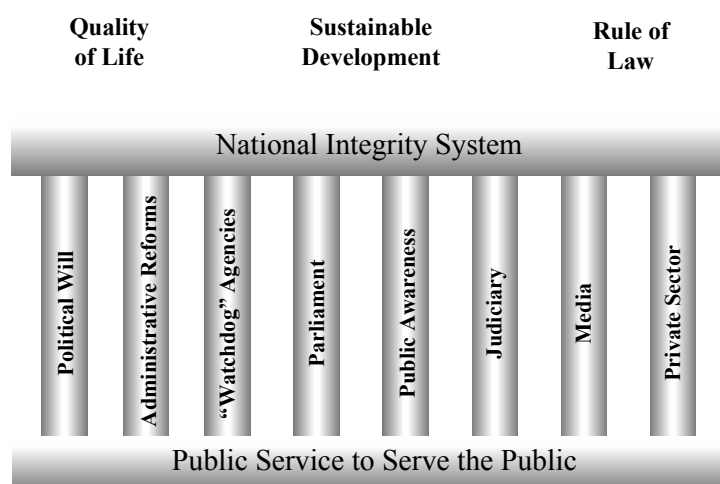 Quality
of Life
Sustainable
Development
Rule of
Law
National Integrity System
Political Will
Administrative Reforms
“Watchdog” Agencies
Parliament
Public Awareness
Judiciary
Media
Private Sector
Public Service to Serve the Public